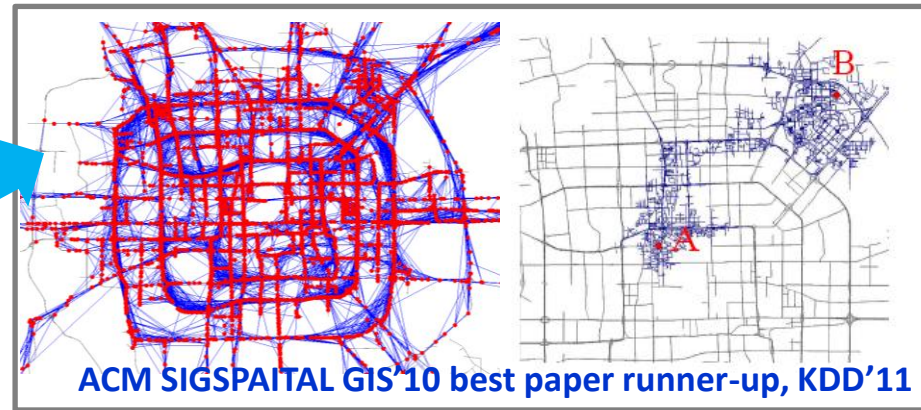 B
A
ACM SIGSPAITAL GIS’10 best paper runner-up, KDD’11